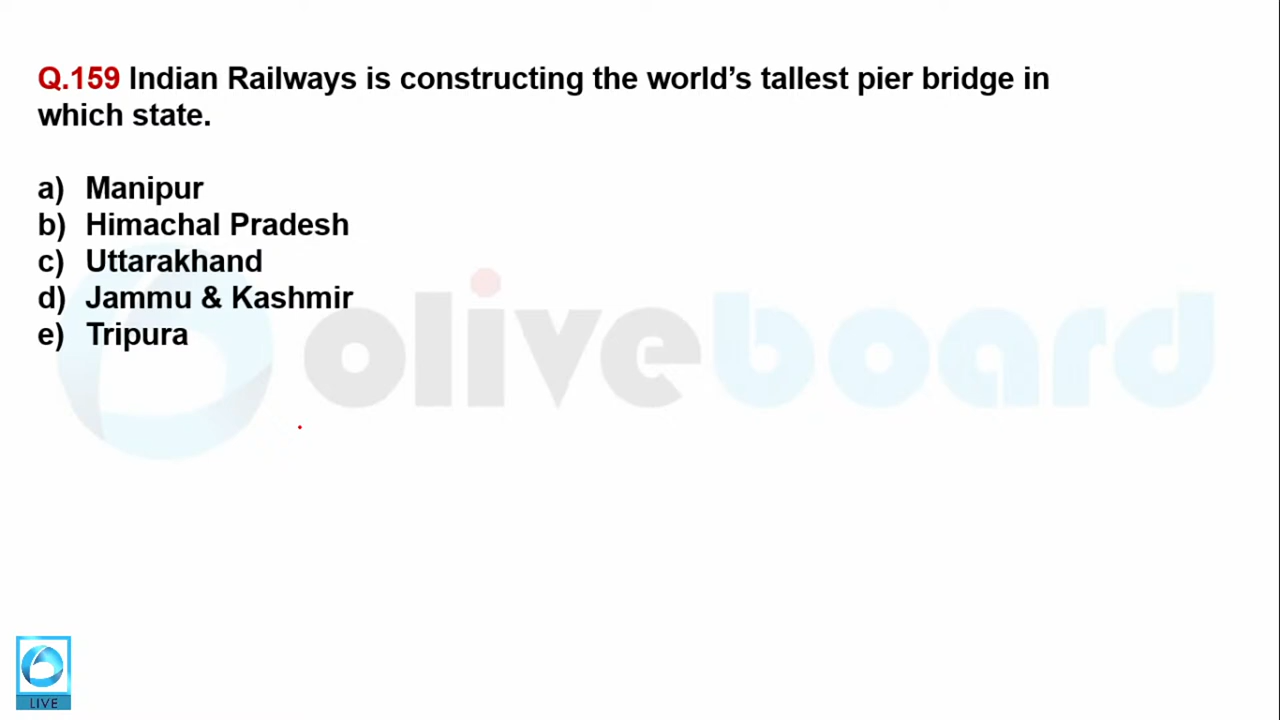 Q.159 Indian Railways is constructing the world’s tallest pier bridge in
which state.
a) Manipur
b) Himachal Pradesh
c) Uttarakhand
d) Jammu & Kashmir
e) Tripura
oliveboard
LIVE